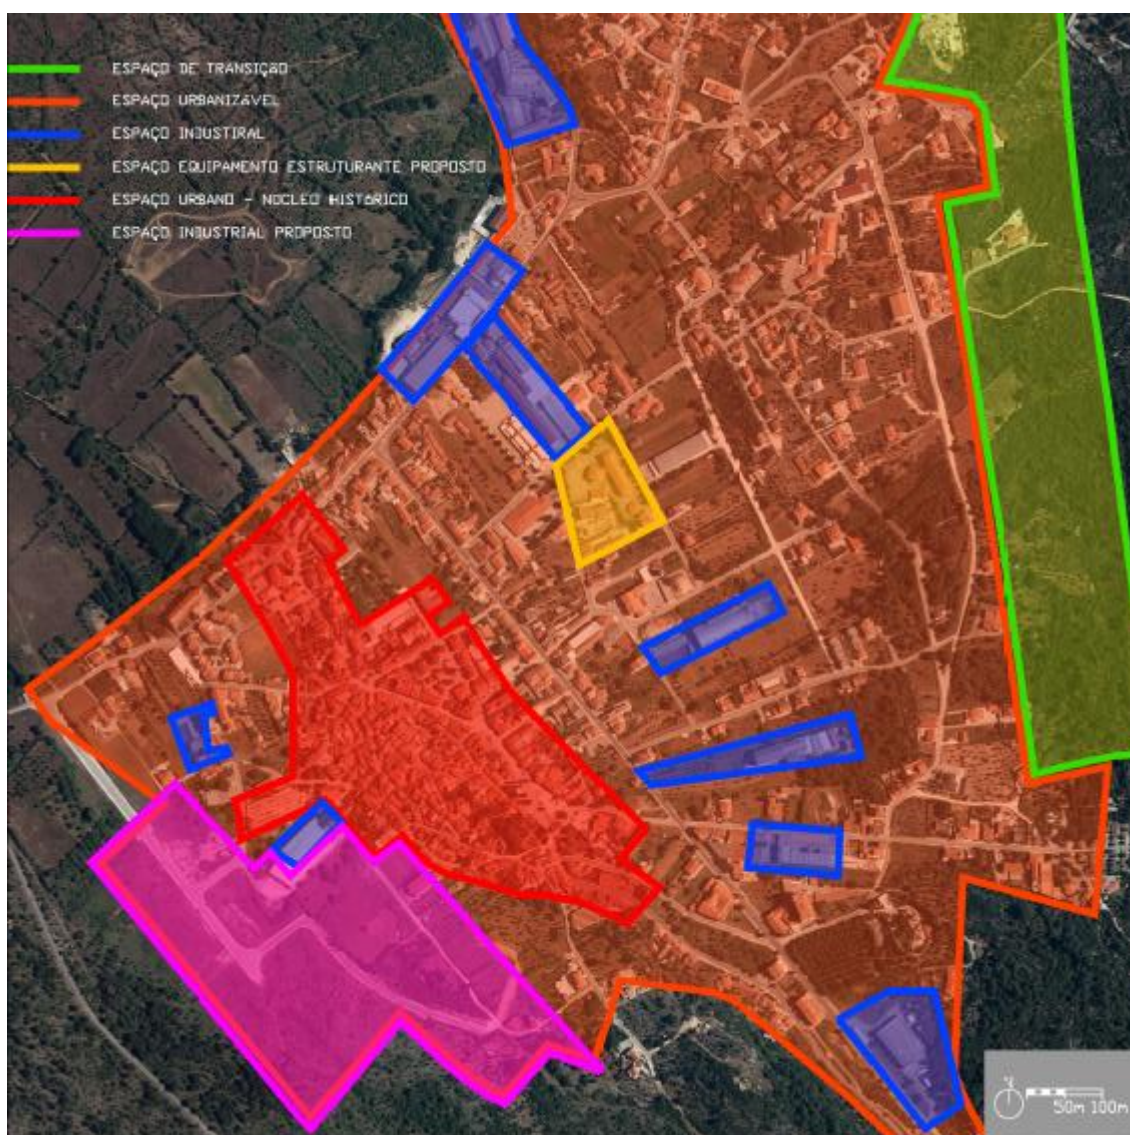 ESPAÇO DE TRANSIÇÃO
ESPAÇO URBANIZÁVEL
ESPAÇO INDUSTIRAL
ESPAÇO EQUIPAMENTO ESTRUTURANTE PROPOSTO
ESPAÇO URBANO - NÚCLEO HISTÓRICO
ESPAÇO INDUSTRIAL PROPOSTO
N
50m 100m